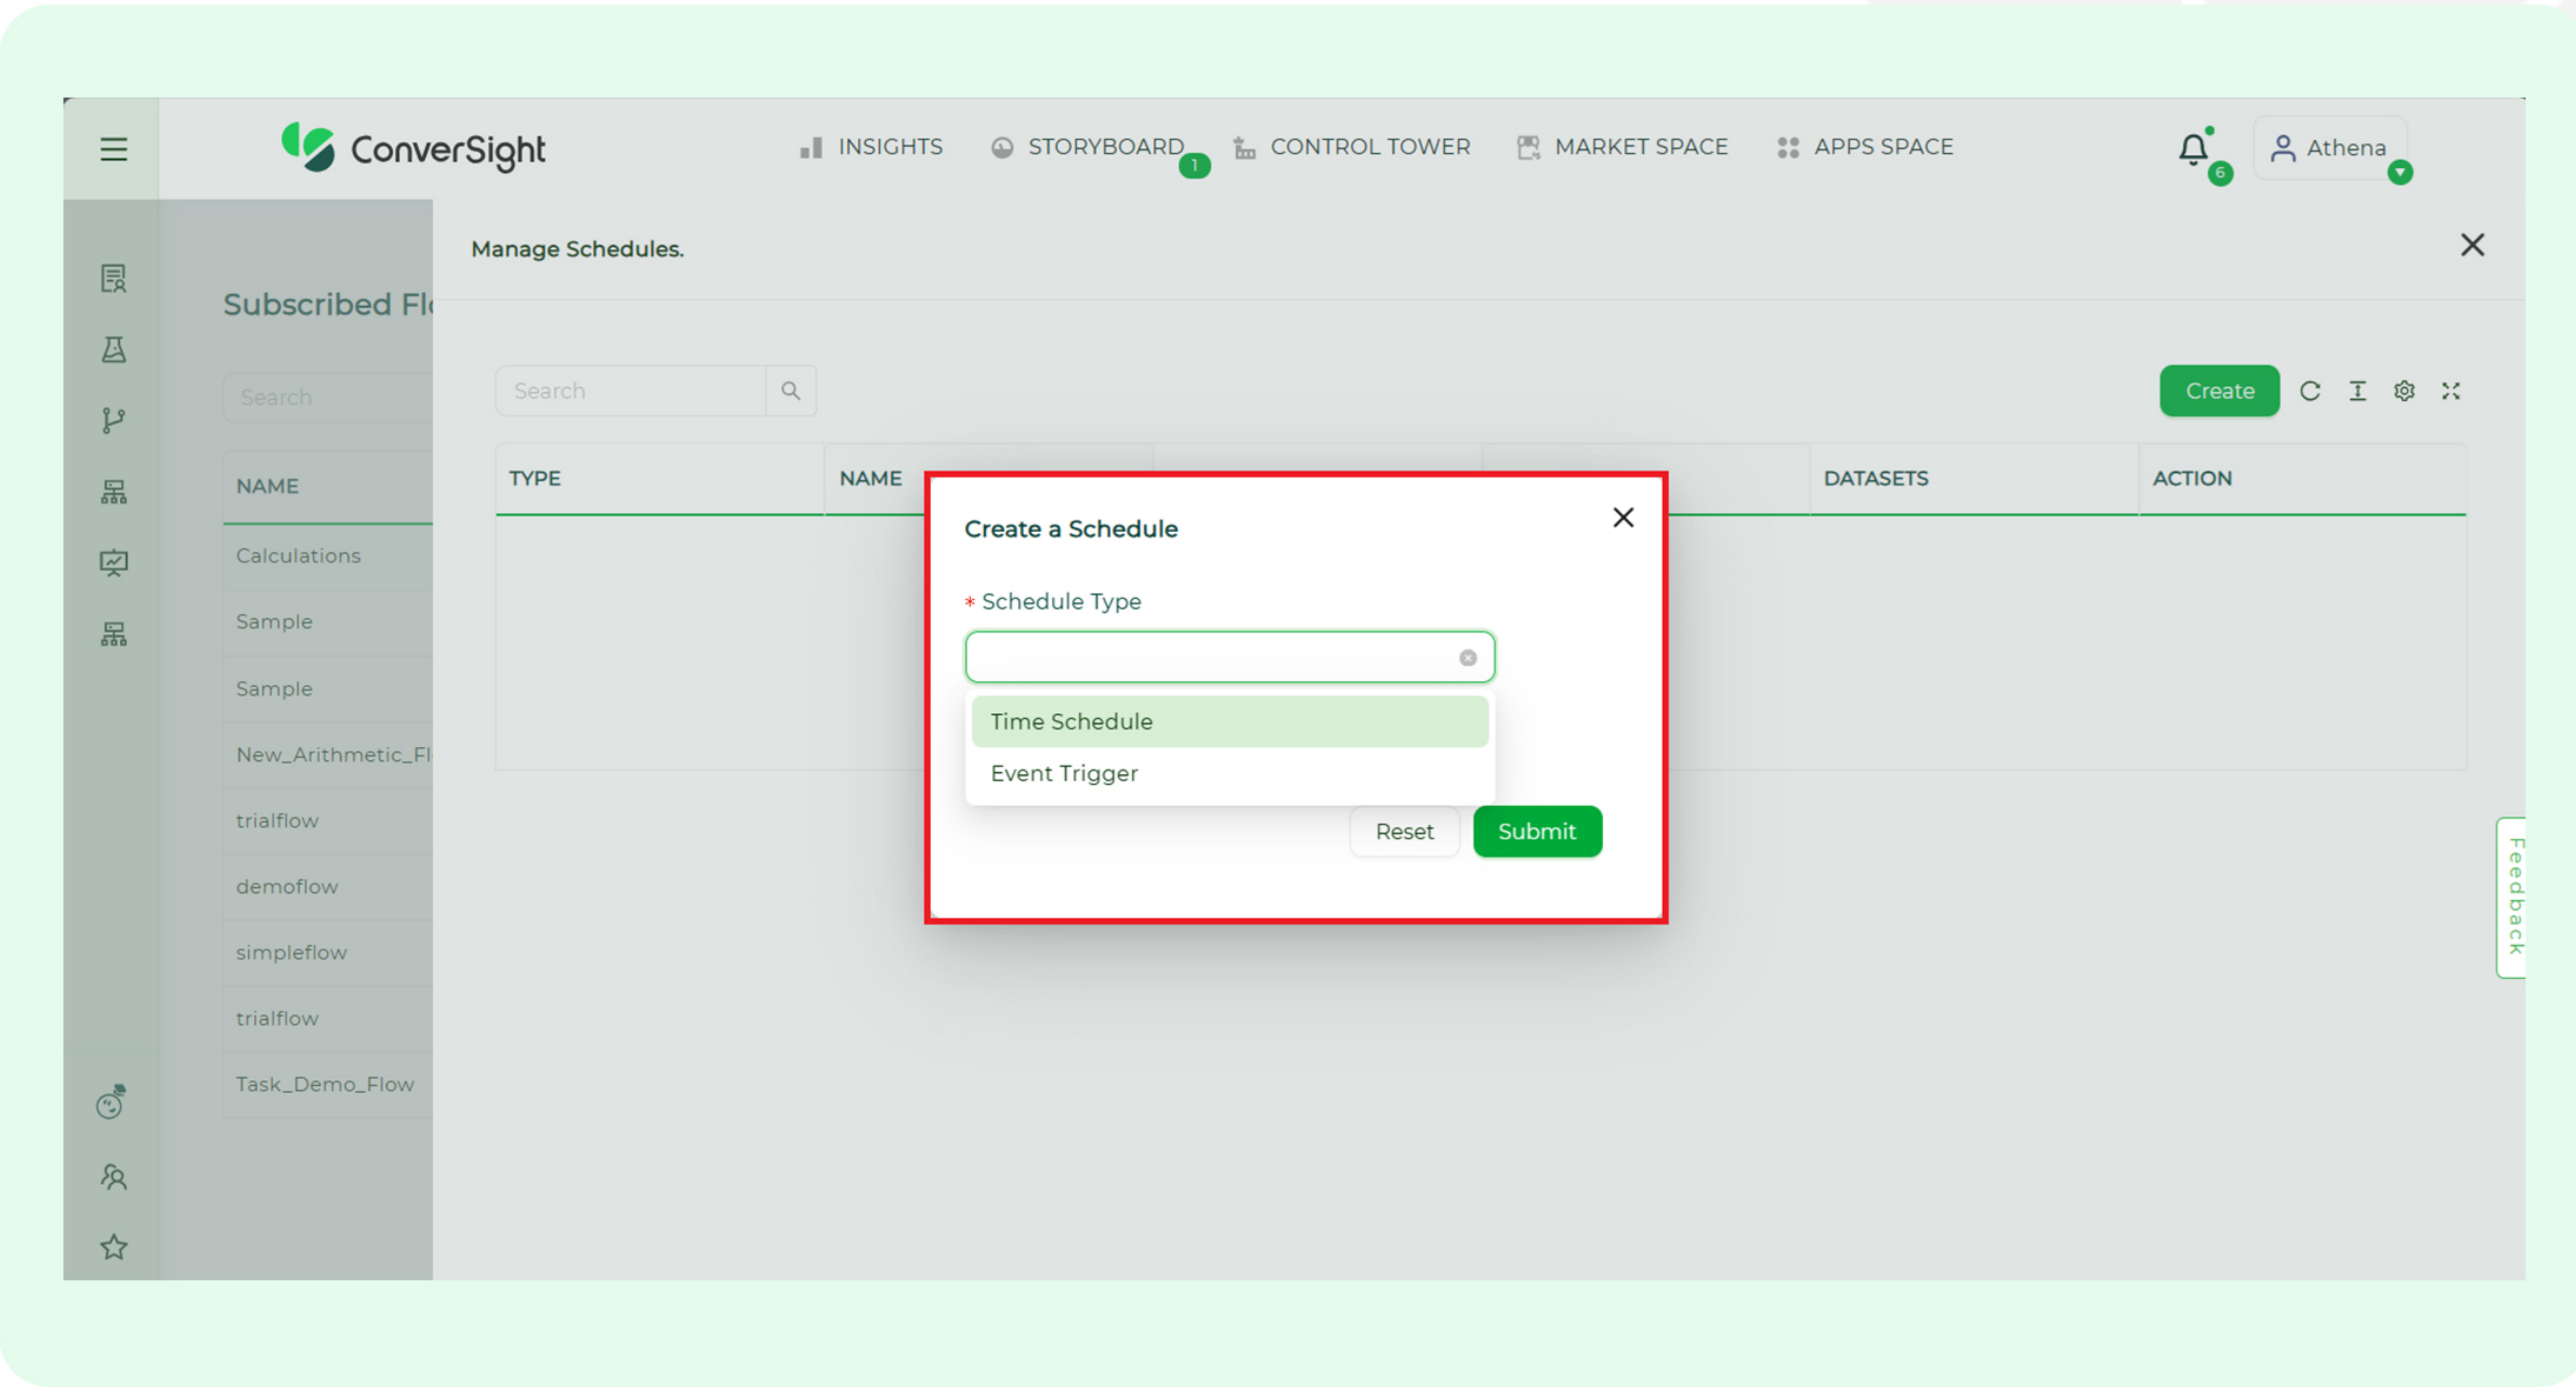 ConverSight
INSIGHTS
STORYBOARD
1
CONTROL TOWER
MARKET SPACE
APPS SPACE
6
Athena
Manage Schedules.
Subscribed Flo
Search
Search
Create
NAME
TYPE
NAME
DATASETS
ACTION
Calculations
Sample
Sample
New_Arithmetic_Fl
trialflow
demoflow
simpleflow
trialflow
Task_Demo_Flow
Create a Schedule
* Schedule Type
Time Schedule
Event Trigger
Reset
Submit
Feedback